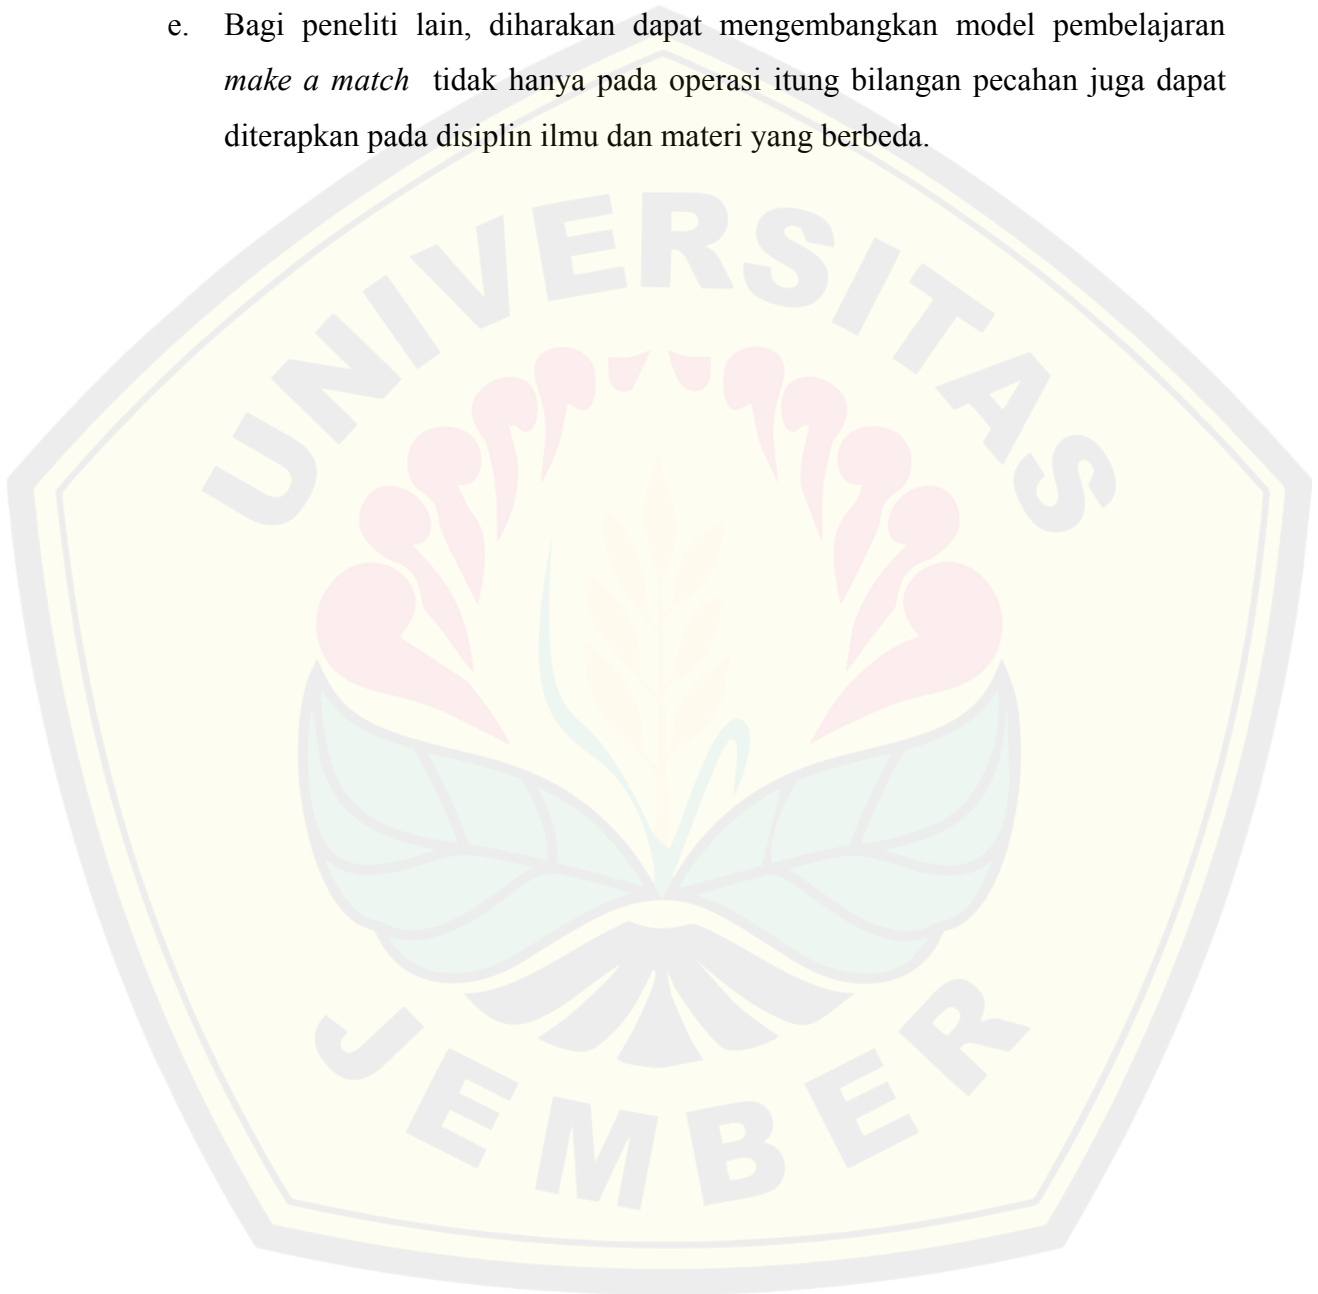 e. Bagi peneliti lain, diharakan dapat mengembangkan model pembelajaran
make a match tidak hanya pada operasi itung bilangan pecahan juga dapat
diterapkan pada disiplin ilmu dan materi yang berbeda.
UNIVERSITAS
JEMBER